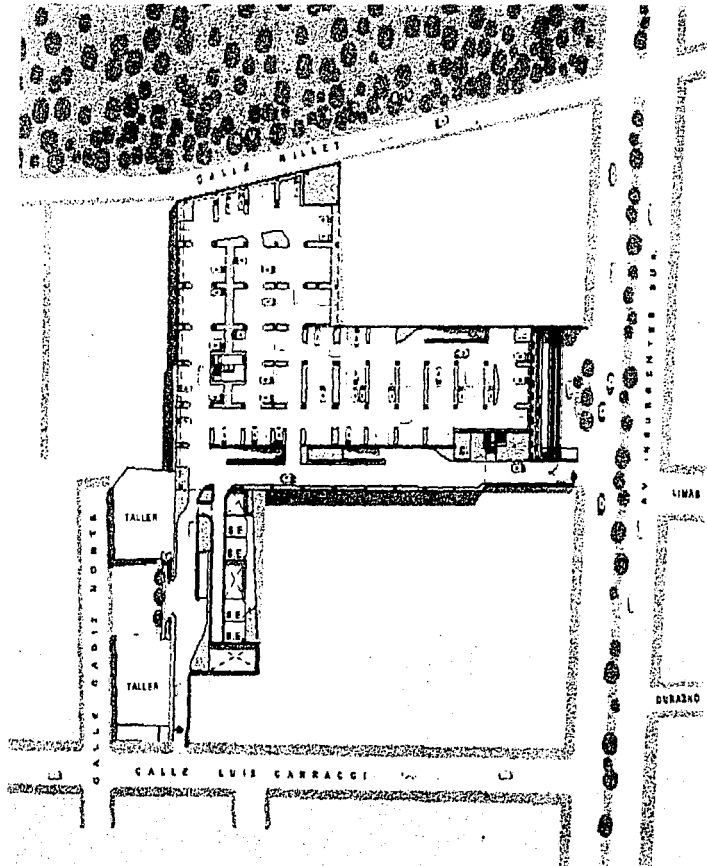 CALLE MILLET
AV INSURGENTES SUR
TALLER
LIMAS
CALLE CADIZ NORTE
S.E.
S.E.
S.E.
S.E.
TALLER
DURAZNO
CALLE LUIS CARRACCI